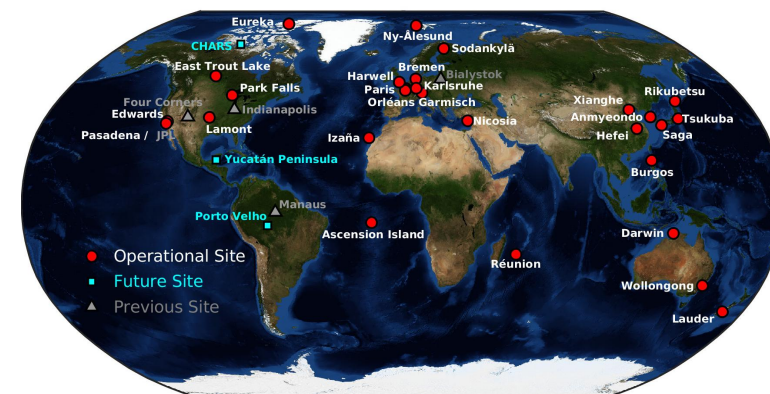 Eureka
Ny-Ålesund
CHARS
Sodankylä
East Trout Lake
Bremen
Harwell
Bialystok
Park Falls
Paris
Karlsruhe
Rikubetsu
Four Corners
Indianapolis
Orléans Garmisch
Xianghe
Edwards
Anmyeondo
Tsukuba
Lamont
Nicosia
Pasadena / JPL
Izaña
Hefei
Saga
Yucatán Peninsula
Burgos
Manaus
Porto Velho
Ascension Island
Darwin
Operational Site
Réunion
Future Site
Wollongong
Previous Site
Lauder